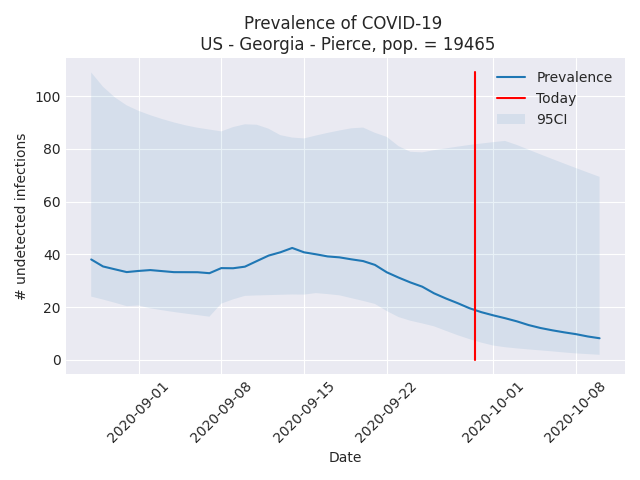 Prevalence of COVID-19
US - Georgia - Pierce, pop. = 19465
Prevalence
Today
95CI
100
80
60
40
20
0
# undetected infections
2020-09-01
2020-09-08
2020-09-15
2020-09-22
2020-10-01
2020-10-08
Date